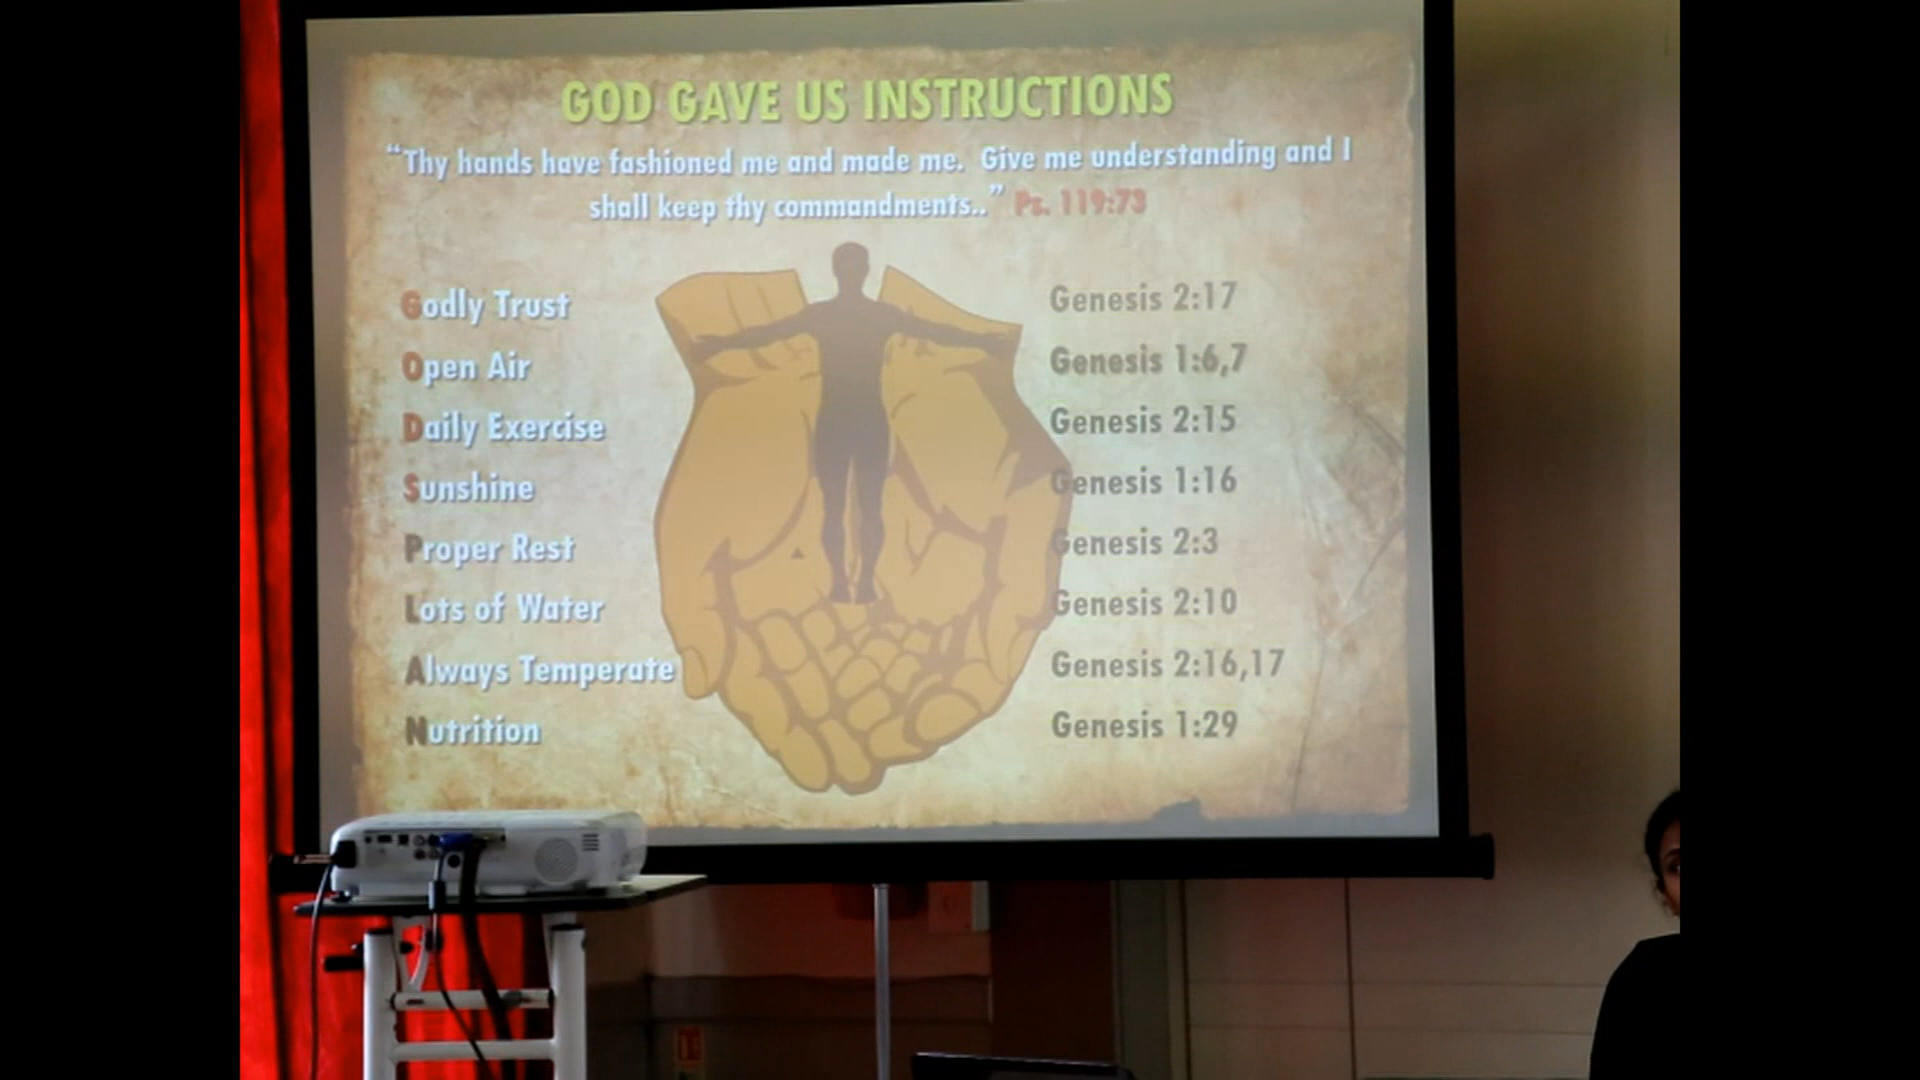 GOD GAVE US INSTRUCTIONS
“Thy hands have fashioned me and made me. Give me understanding and I
shall keep thy commandments..” Ps. 119:73
Godly Trust Genesis 2:17
Open Air Genesis 1:6,7
Daily Exercise Genesis 2:15
Sunshine Genesis 1:16
Proper Rest Genesis 2:3
Lots of Water Genesis 2:10
Always Temperate Genesis 2:16,17
Nutrition Genesis 1:29